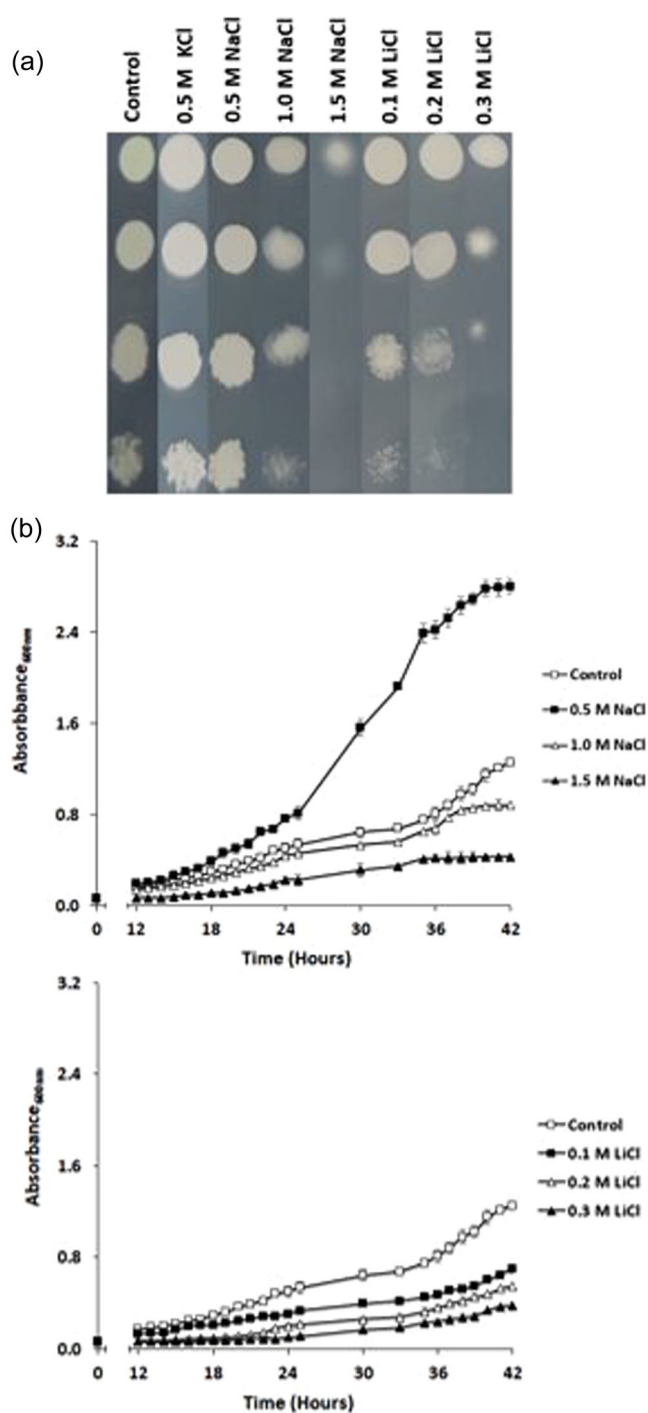 (a)
Control
0.5 M KCl
0.5 M NaCl
1.0 M NaCl
1.5 M NaCl
0.1 M LiCl
0.2 M LiCl
0.3 M LiCl
(b)
3.2
2.4
1.6
0.8
0.0
Absorbbance600nm
0 12 18 24 30 36 42
Time (Hours)
Control
0.5 M NaCl
1.0 M NaCl
1.5 M NaCl
3.2
2.4
1.6
0.8
0.0
Absorbance600nm
0 12 18 24 30 36 42
Time (Hours)
Control
0.1 M LiCl
0.2 M LiCl
0.3 M LiCl